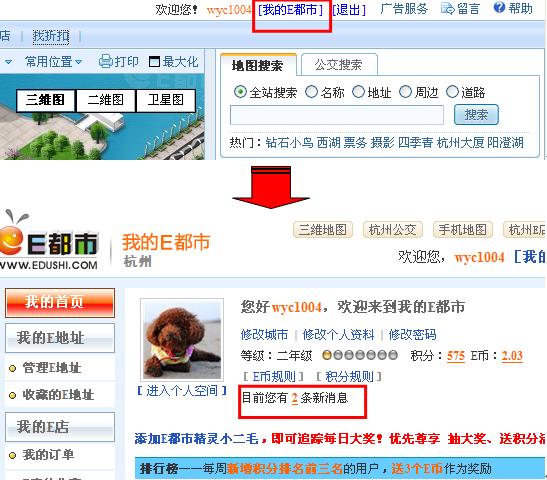 欢迎您！ wyc1004 [我的E都市] [退出] 广告服务 留言 帮助
店 | 找折扣 |
常用位置 打印 最大化
三维图 二维图 卫星图
地图搜索 公交搜索
全站搜索 名称 地址 周边 道路
搜索
热门：钻石小鸟 西湖 票务 摄影 四季青 杭州大厦 阳澄湖
E都市
WWW.EDUSHI.COM
我的E都市
杭州
三维地图 杭州公交 手机地图 杭州E店
欢迎您，wyc1004 [我的
我的首页
我的E地址
管理E地址
收藏的E地址
我的E店
我的订单
[ 进入个人空间 ]
您好wyc1004，欢迎来到我的E都市
修改城市 | 修改个人资料 | 修改密码
等级：二年级 积分：575 E币：2.03
[ E币规则 ] [ 积分规则 ]
目前您有 2 条新消息
添加E都市精灵小二毛，即可追踪每日大奖！优先尊享 抽大奖、送积分
排行榜——每周新增积分排名前三名的用户，送3个E币作为奖励